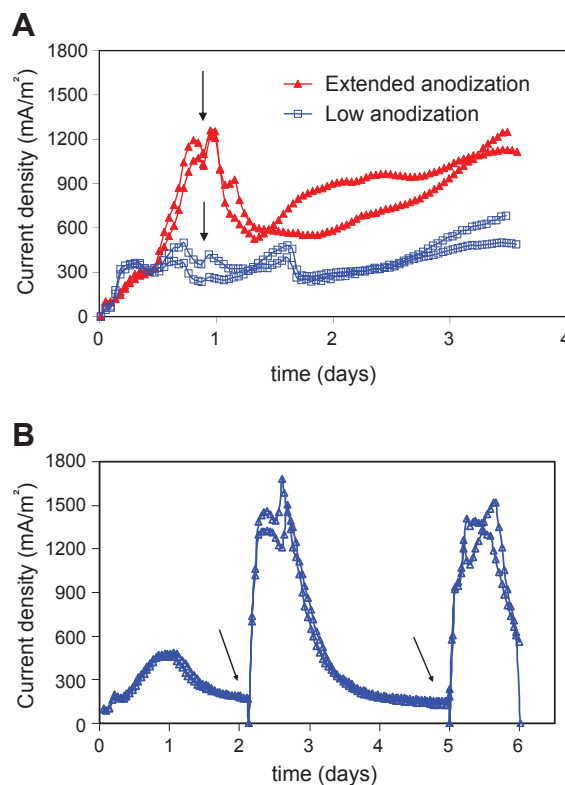 A
Current density (mA/m²)
1800
1500
1200
900
600
300
0
Extended anodization
Low anodization
0 1 2 3 4
time (days)
B
Current density (mA/m²)
1800
1500
1200
900
600
300
0
0 1 2 3 4 5 6
time (days)